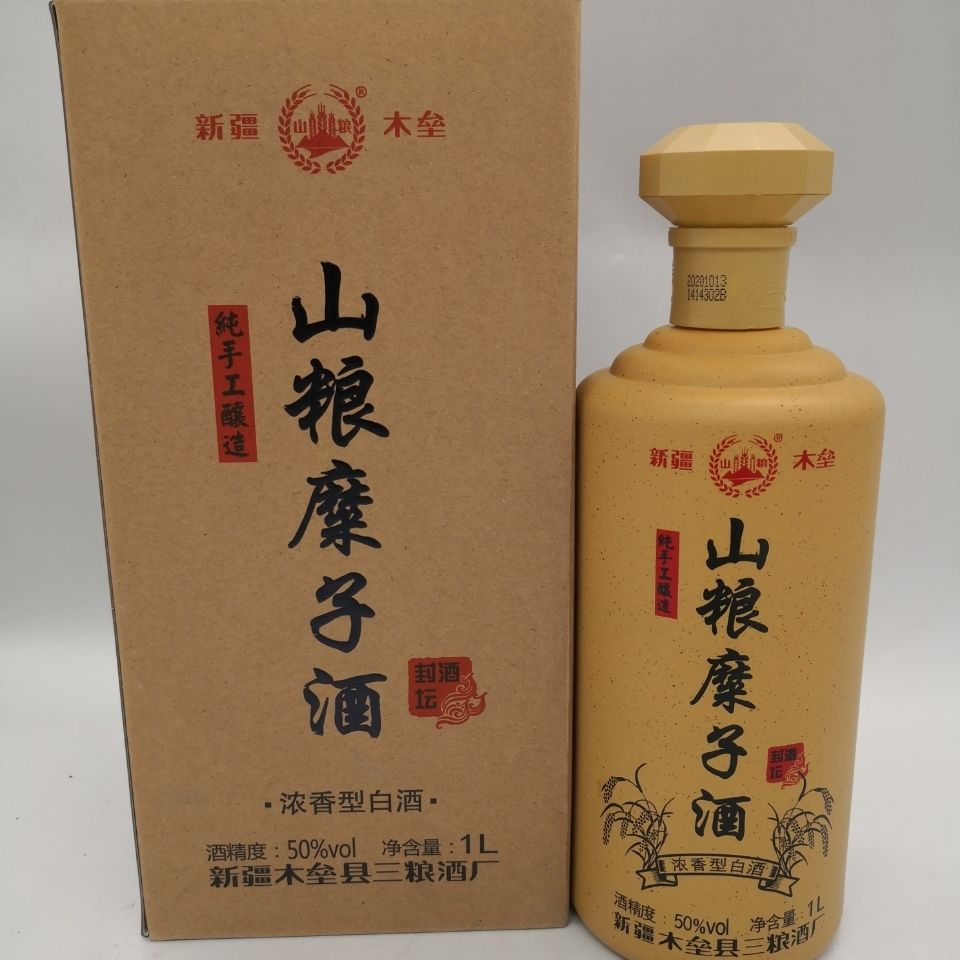 新疆 山粮® 木垒
山粮糜子酒
純手工釀造
封坛酒
·浓香型白酒·
酒精度：50%vol 净含量：1L
新疆木垒县三粮酒厂
20201013
1414302B
新疆 山粮® 木垒
山粮糜子酒
純手工釀造
封坛酒
浓香型白酒
酒精度：50%vol 净含量：1L
新疆木垒县三粮酒厂